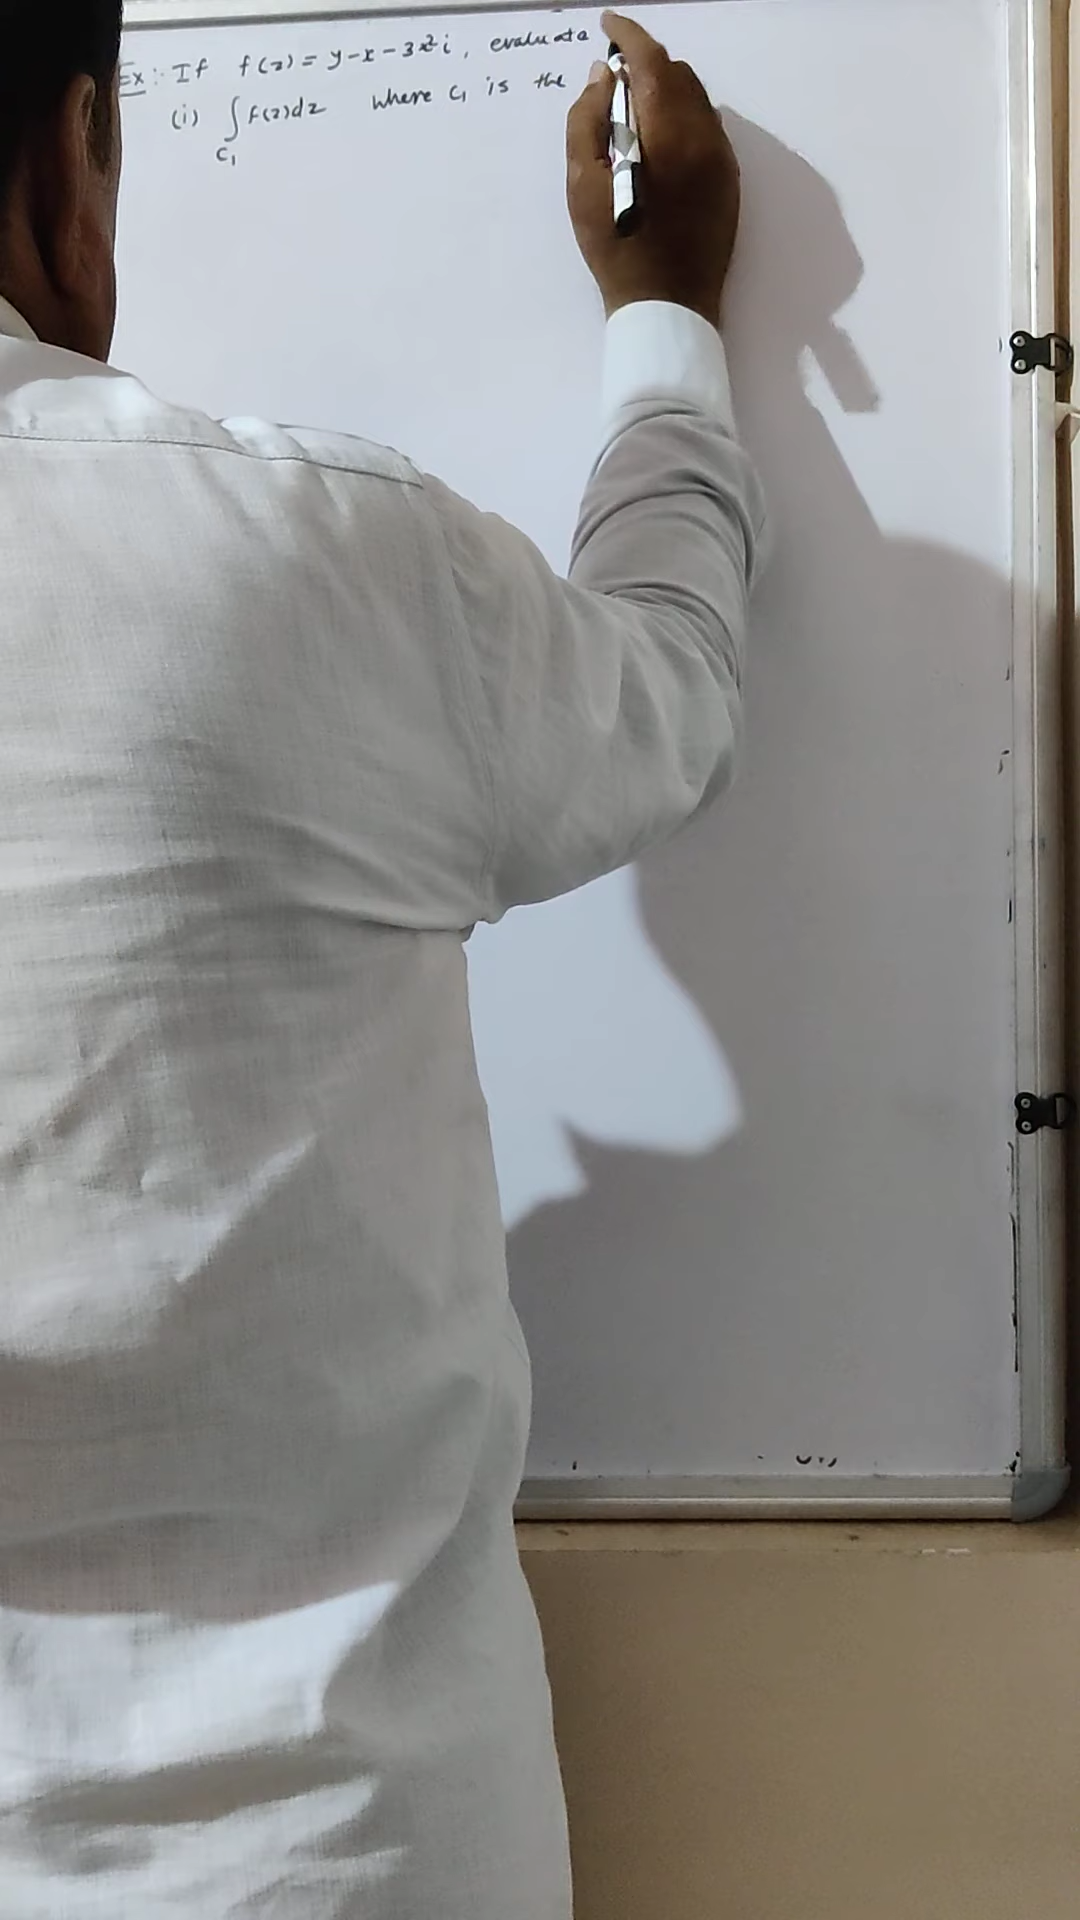 Ex:- If f(z) = y-x-3x²i, evaluate
(i) ∫f(z)dz where C₁ is the
C₁